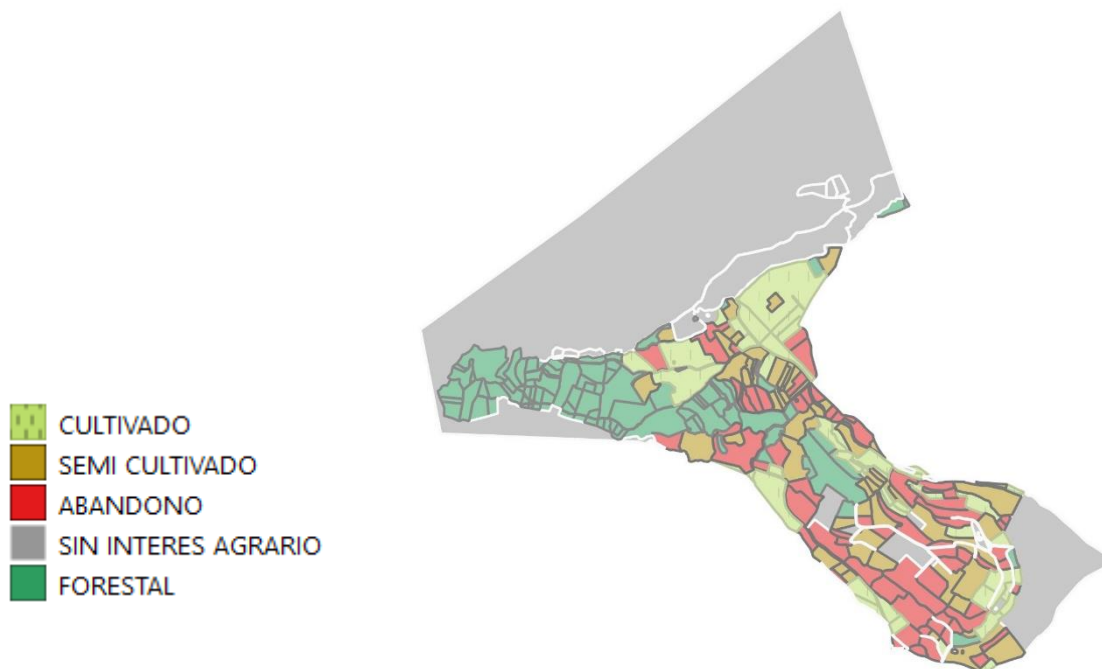 CULTIVADO
SEMI CULTIVADO
ABANDONO
SIN INTERES AGRARIO
FORESTAL